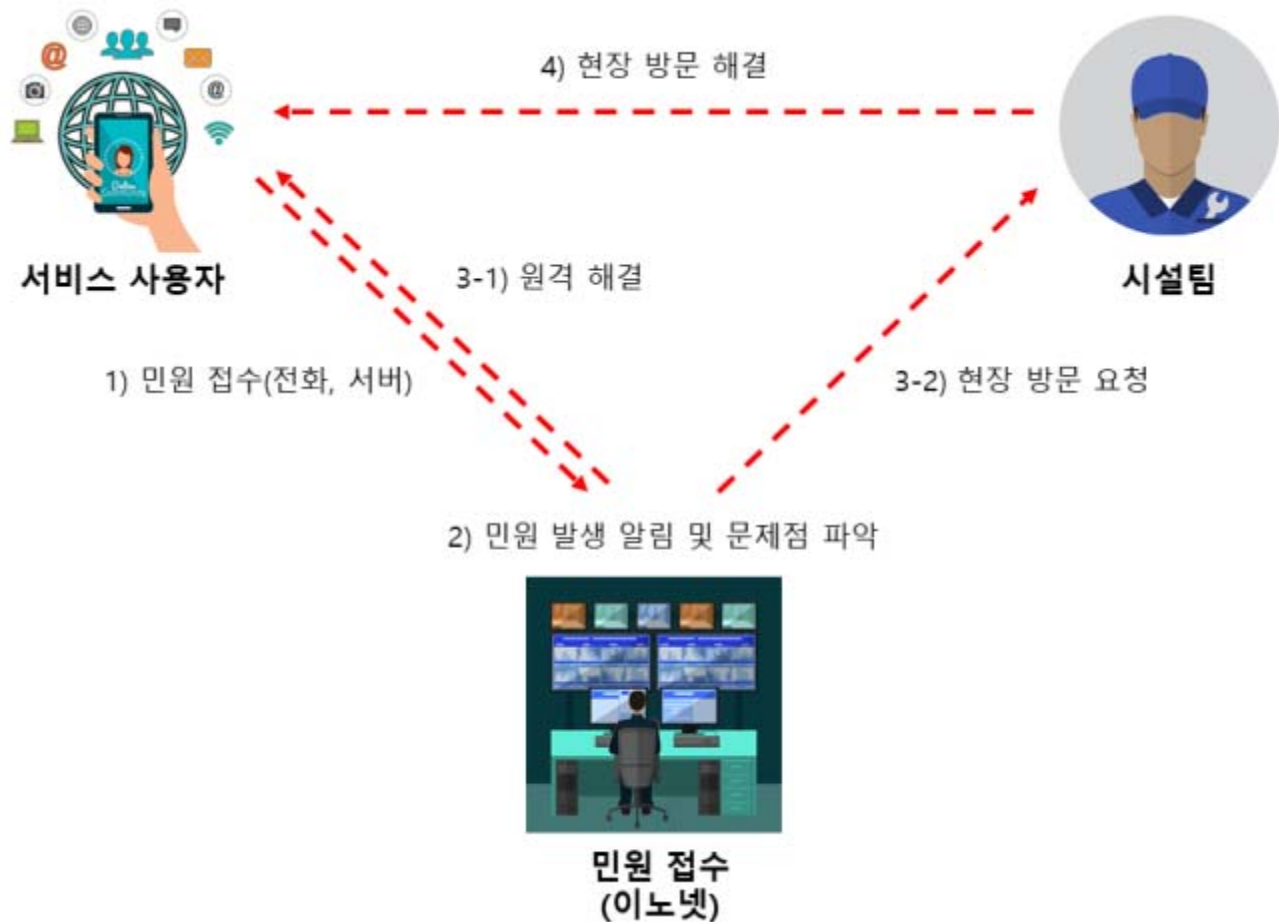 4) 현장 방문 해결
서비스 사용자
시설팀
3-1) 원격 해결
1) 민원 접수(전화, 서버)
3-2) 현장 방문 요청
2) 민원 발생 알림 및 문제점 파악
민원 접수
(이노넷)